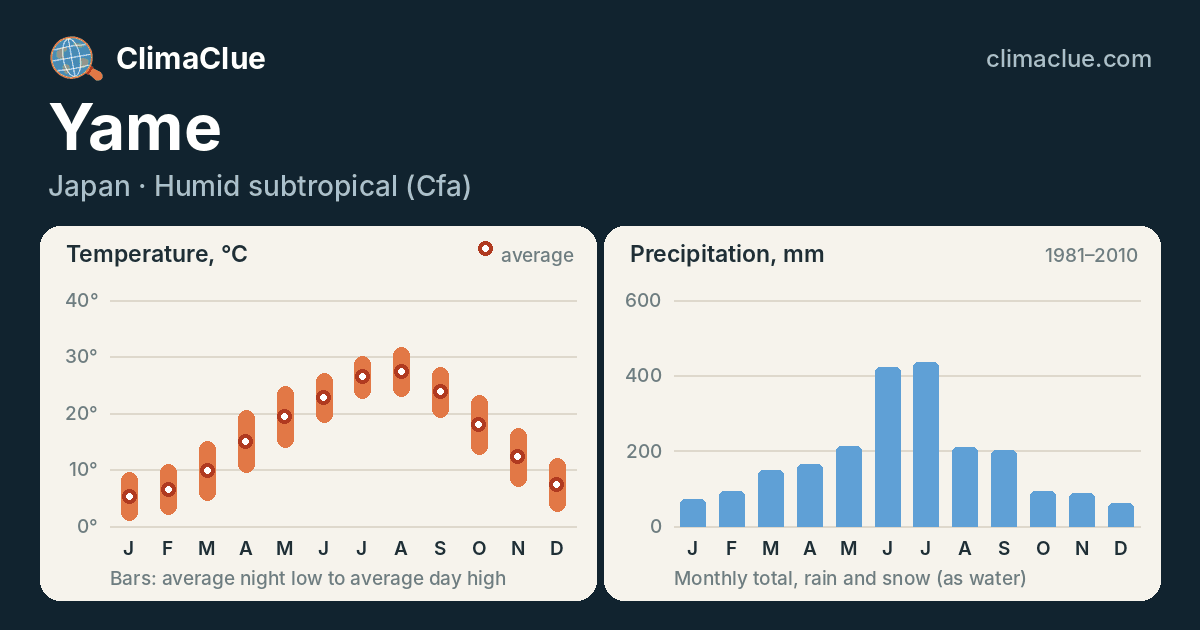 ClimaClue
climaclue.com
Yame
Japan · Humid subtropical (Cfa)
Temperature, °C
average
40°
30°
20°
10°
0°
J F M A M J J A S O N D
Bars: average night low to average day high
Precipitation, mm
1981–2010
600
400
200
0
J F M A M J J A S O N D
Monthly total, rain and snow (as water)